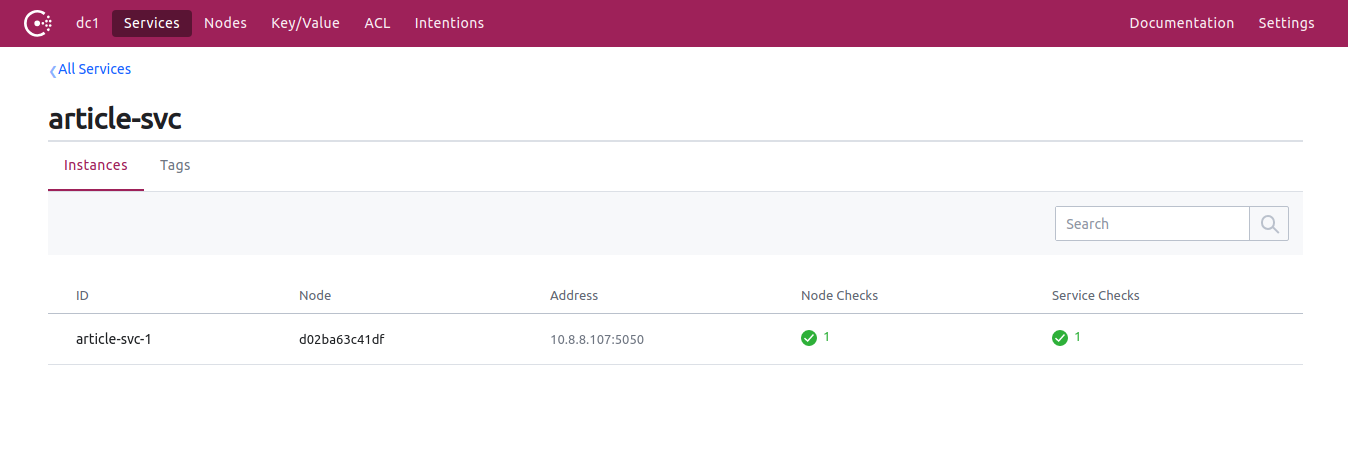 dc1 Services Nodes Key/Value ACL Intentions Documentation Settings
All Services
article-svc
Instances Tags
Search
ID Node Address Node Checks Service Checks
article-svc-1 d02ba63c41df 10.8.8.107:5050 1 1